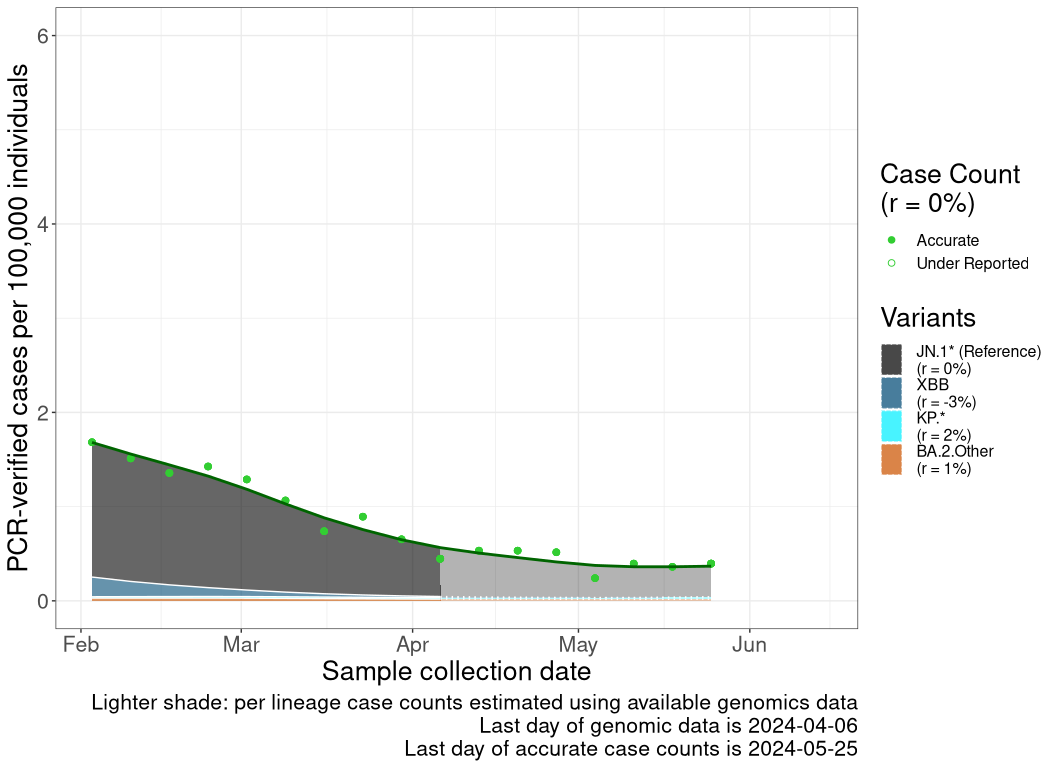 PCR-verified cases per 100,000 individuals
6
4
2
0
Feb
Mar
Apr
May
Jun
Sample collection date
Lighter shade: per lineage case counts estimated using available genomics data
Last day of genomic data is 2024-04-06
Last day of accurate case counts is 2024-05-25
Case Count
(r = 0%)
Accurate
Under Reported
Variants
JN.1* (Reference)
(r = 0%)
XBB
(r = -3%)
KP.*
(r = 2%)
BA.2.Other
(r = 1%)